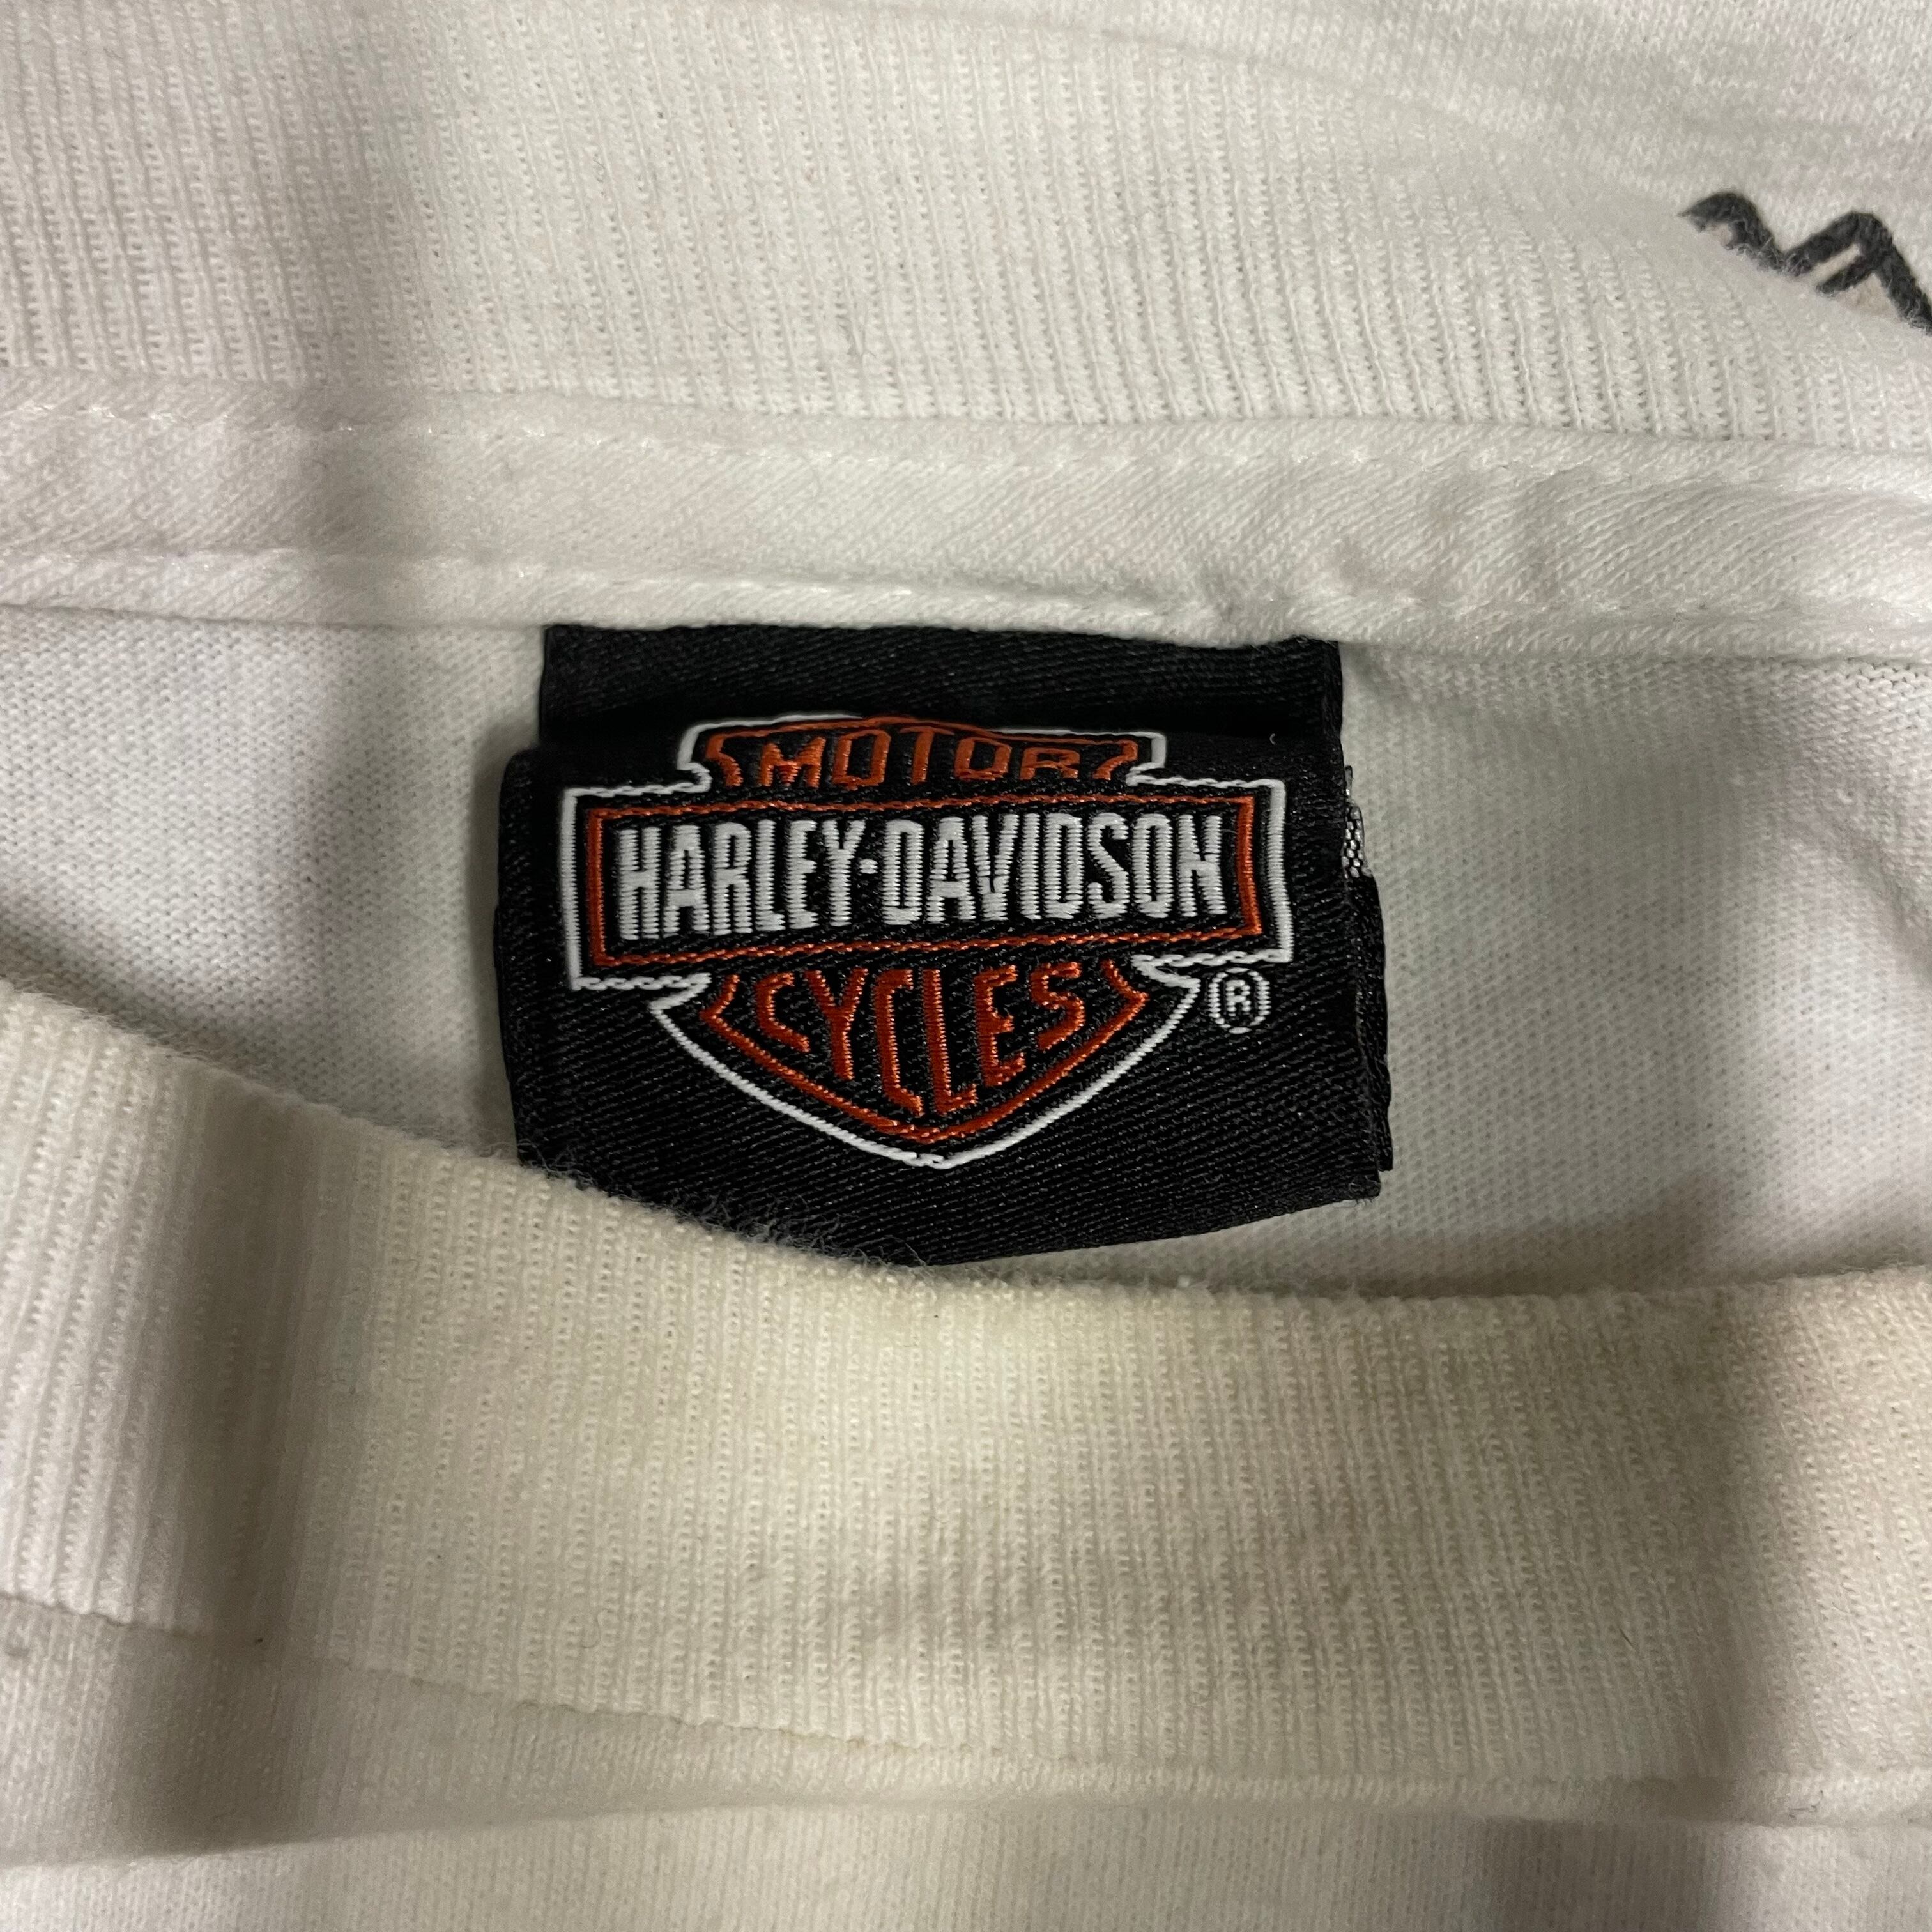 MOTOR
HARLEY-DAVIDSON
CYCLES
®